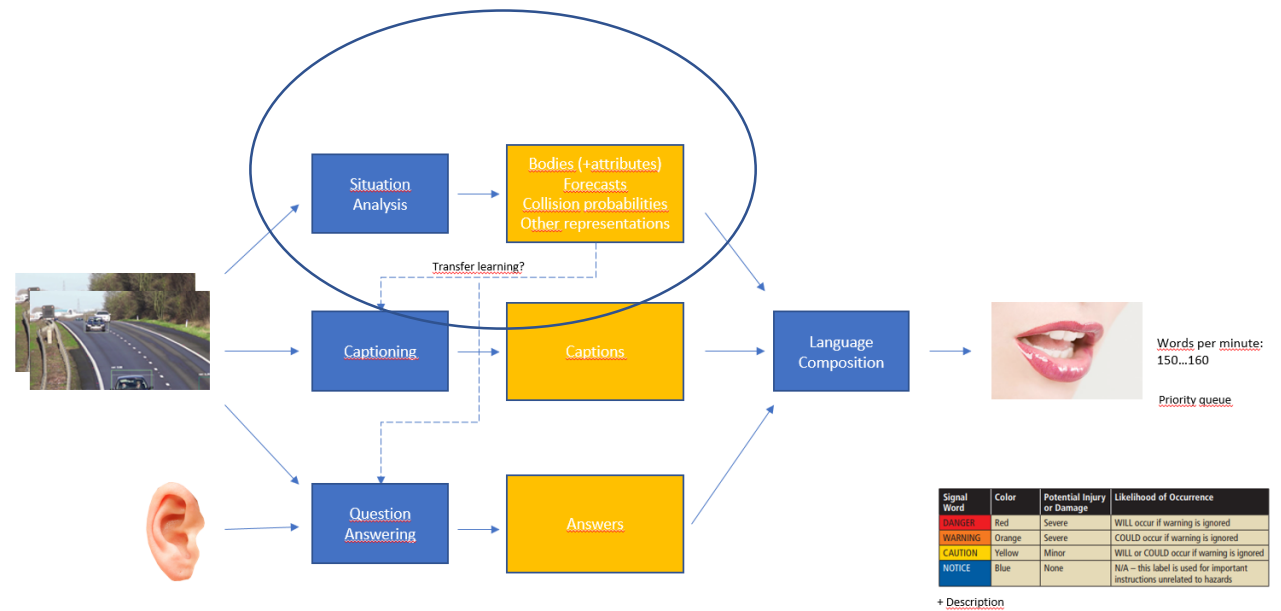 Situation
Analysis
Bodies (+attributes)
Forecasts
Collision probabilities
Other representations
Transfer learning?
Captioning
Captions
Language
Composition
Words per minute:
150...160
Priority queue
Question
Answering
Answers
Signal Word | Color | Potential Injury or Damage | Likelihood of Occurrence
DANGER | Red | Severe | WILL occur if warning is ignored
WARNING | Orange | Severe | COULD occur if warning is ignored
CAUTION | Yellow | Minor | WILL or COULD occur if warning is ignored
NOTICE | Blue | None | N/A – this label is used for important instructions unrelated to hazards
+ Description